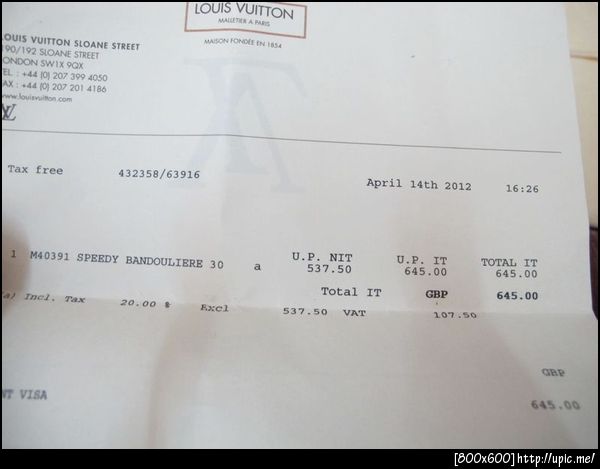 LOUIS VUITTON
MALLETIER A PARIS
MAISON FONDÉE EN 1854
LOUIS VUITTON SLOANE STREET
190/192 SLOANE STREET
LONDON SW1X 9QX
TEL : +44 (0) 207 399 4050
FAX : +44 (0) 207 201 4186
www.louisvuitton.com
LV
Tax free 432358/63916 April 14th 2012 16:26
U.P. NIT U.P. IT TOTAL IT
1 M40391 SPEEDY BANDOULIERE 30 a 537.50 645.00 645.00
Total IT GBP 645.00
(a) Incl. Tax 20.00 % Excl 537.50 VAT 107.50
GBP
NT VISA 645.00
[800x600]http://upic.me/